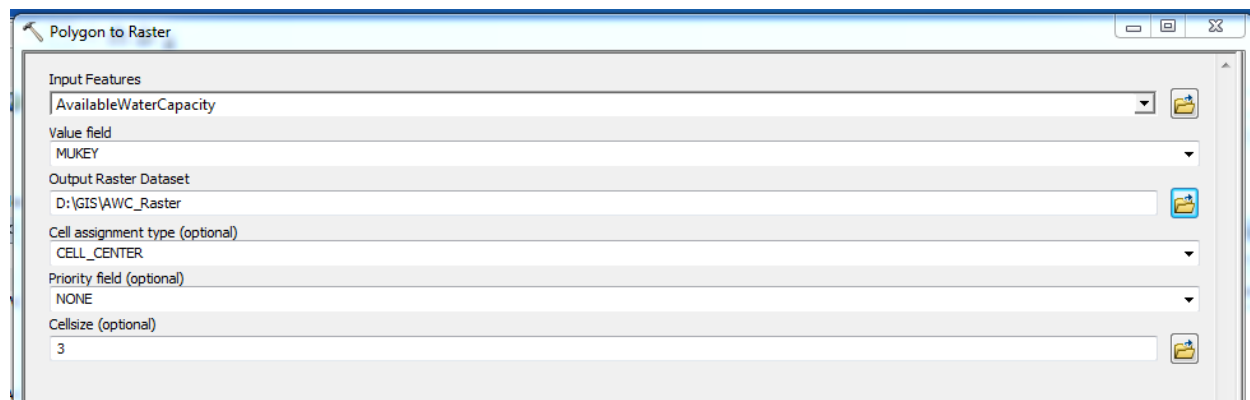 Polygon to Raster
Input Features
AvailableWaterCapacity
Value field
MUKEY
Output Raster Dataset
D:\GIS\AWC_Raster
Cell assignment type (optional)
CELL_CENTER
Priority field (optional)
NONE
Cellsize (optional)
3